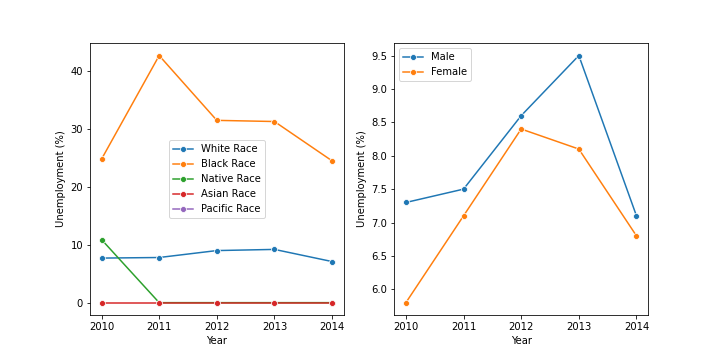 40
30
20
10
0
Unemployment (%)
White Race
Black Race
Native Race
Asian Race
Pacific Race
2010 2011 2012 2013 2014
Year
9.5
9.0
8.5
8.0
7.5
7.0
6.5
6.0
Unemployment (%)
Male
Female
2010 2011 2012 2013 2014
Year